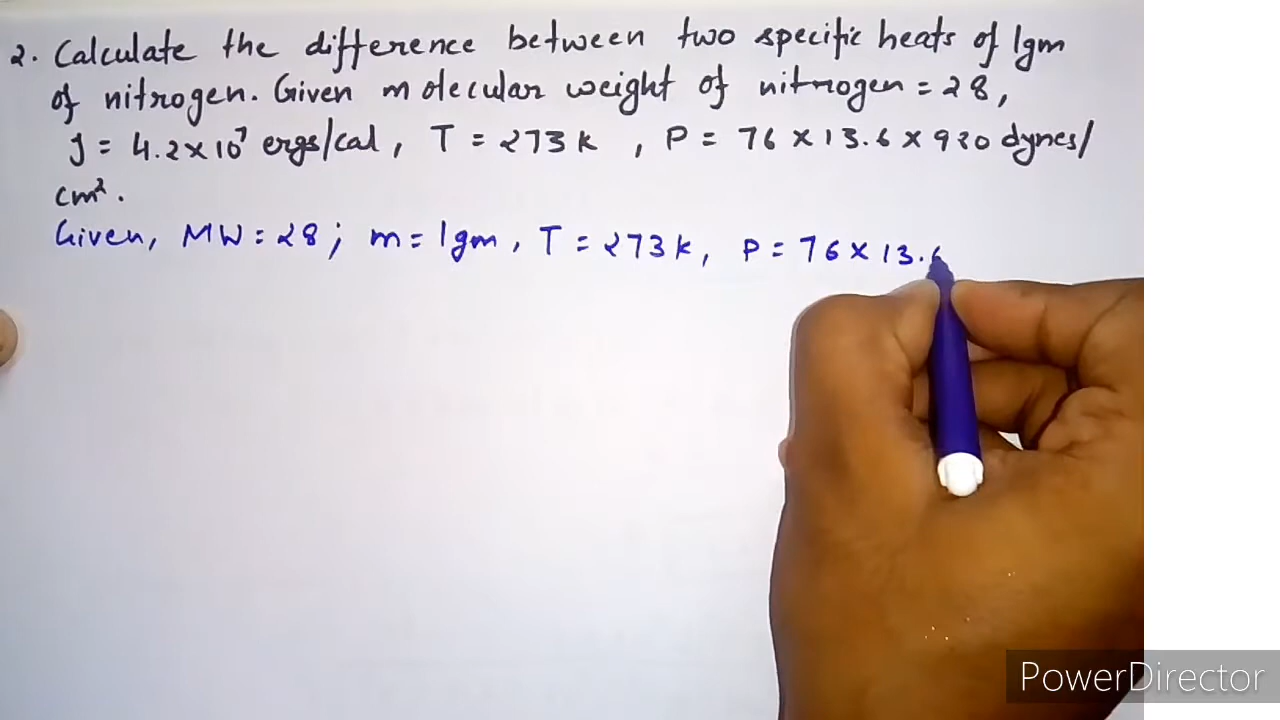 2. Calculate the difference between two specific heats of 1gm
of nitrogen. Given molecular weight of nitrogen = 28,
J = 4.2 x 10⁷ ergs/cal, T = 273 k , P = 76 x 13.6 x 980 dynes/
cm².
Given, MW = 28 ; m = 1gm, T = 273 k, P = 76 x 13.6
PowerDirector